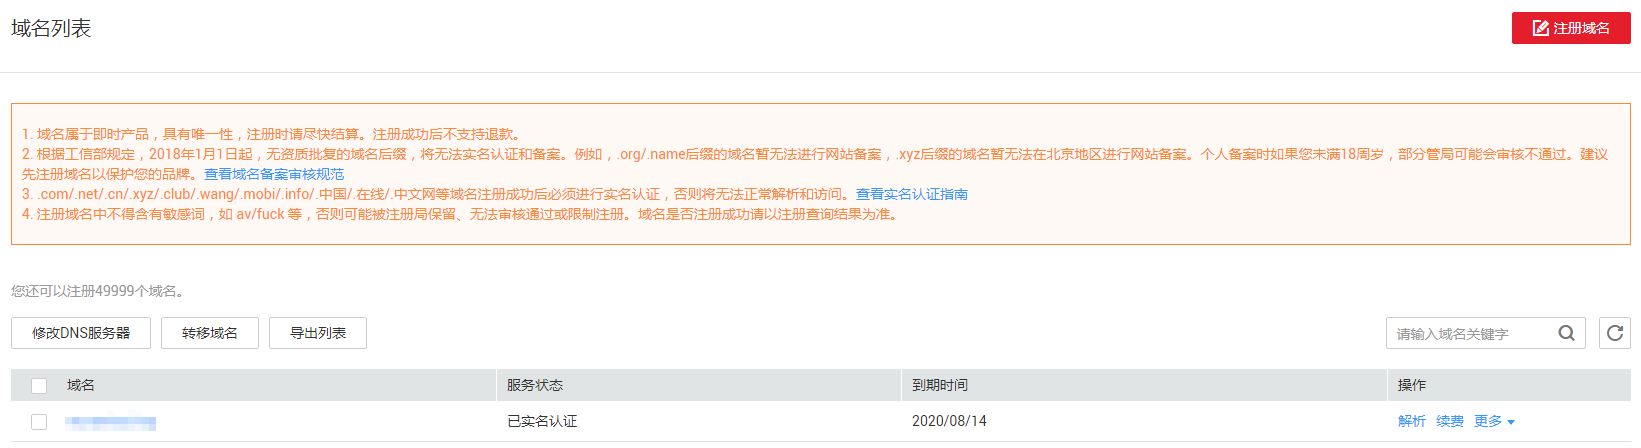 域名列表
注册域名
1. 域名属于即时产品，具有唯一性，注册时请尽快结算。注册成功后不支持退款。
2. 根据工信部规定，2018年1月1日起，无资质批复的域名后缀，将无法实名认证和备案。例如，.org/.name后缀的域名暂无法进行网站备案，.xyz后缀的域名暂无法在北京地区进行网站备案。个人备案时如果您未满18周岁，部分管局可能会审核不通过。建议
先注册域名以保护您的品牌。查看域名备案审核规范
3. .com/.net/.cn/.xyz/.club/.wang/.mobi/.info/.中国/.在线/.中文网等域名注册成功后必须进行实名认证，否则将无法正常解析和访问。查看实名认证指南
4. 注册域名中不得含有敏感词，如 av/fuck 等，否则可能被注册局保留、无法审核通过或限制注册。域名是否注册成功请以注册查询结果为准。
您还可以注册49999个域名。
修改DNS服务器 转移域名 导出列表 请输入域名关键字
域名 服务状态 到期时间 操作
已实名认证 2020/08/14 解析 续费 更多